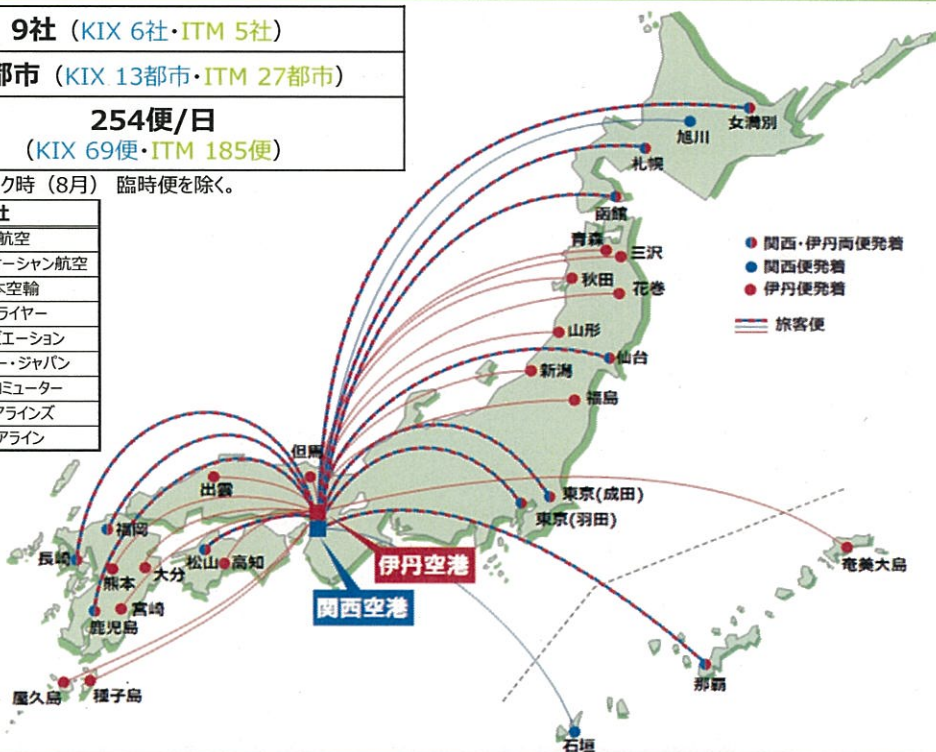 9社（KIX 6社・ITM 5社）
都市（KIX 13都市・ITM 27都市）
254便/日
（KIX 69便・ITM 185便）
ク時（8月） 臨時便を除く。
社
航空
オーシャン航空
本空輸
ライヤー
ビエーション
ー・ジャパン
コミューター
アラインズ
アライン
女満別
旭川
札幌
函館
青森
三沢
秋田
花巻
山形
仙台
新潟
福島
関西・伊丹両便発着
関西便発着
伊丹便発着
旅客便
但馬
出雲
東京(成田)
東京(羽田)
福岡
長崎
熊本
大分
松山
高知
伊丹空港
関西空港
宮崎
鹿児島
屋久島
種子島
奄美大島
那覇
石垣